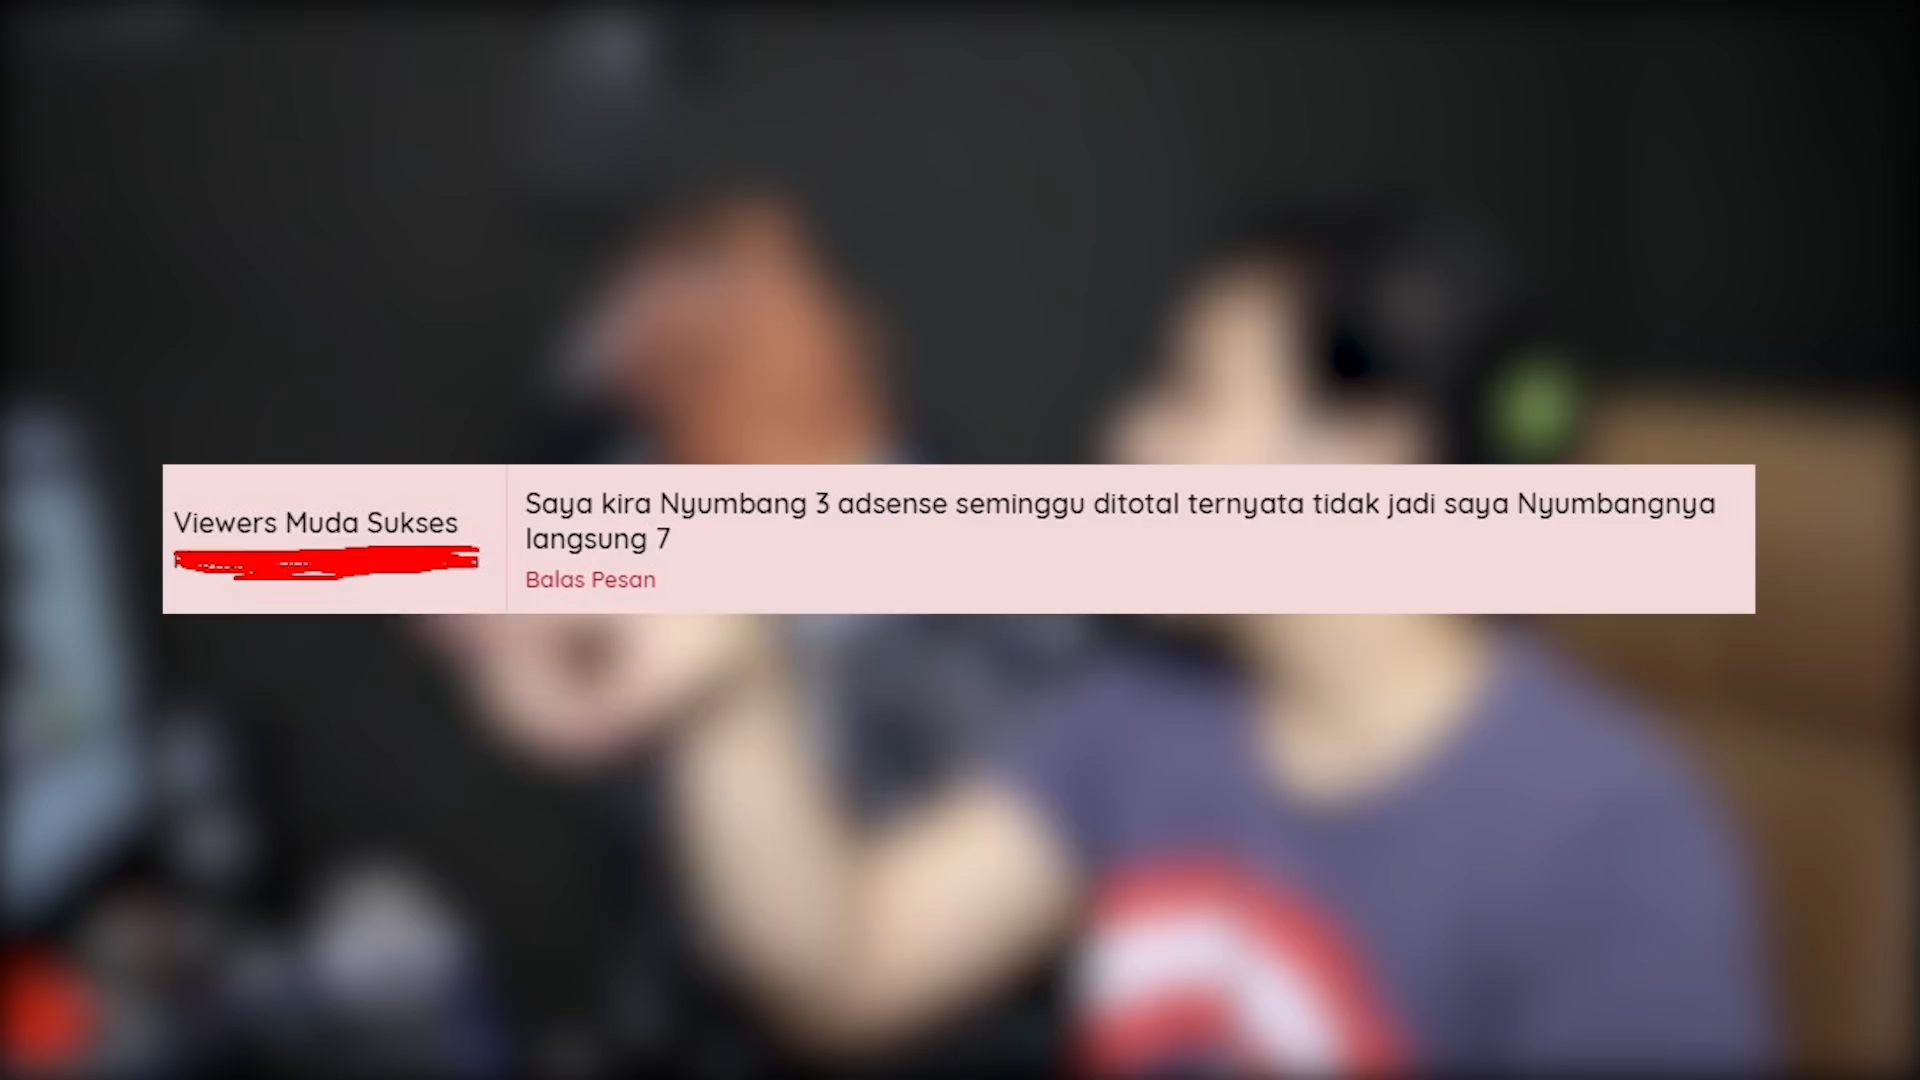 Viewers Muda Sukses
Saya kira Nyumbang 3 adsense seminggu ditotal ternyata tidak jadi saya Nyumbangnya
langsung 7
Balas Pesan